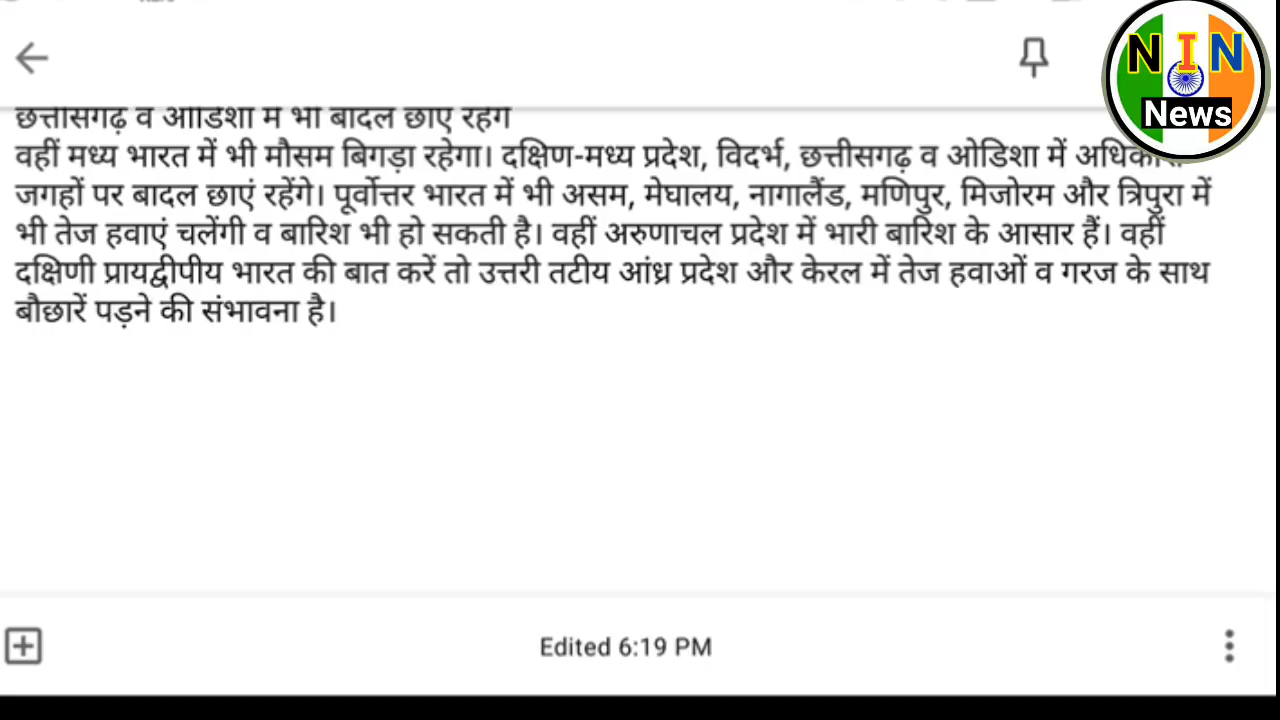 छत्तीसगढ़ व ओडिशा में भी बादल छाए रहेंगे
वहीं मध्य भारत में भी मौसम बिगड़ा रहेगा। दक्षिण-मध्य प्रदेश, विदर्भ, छत्तीसगढ़ व ओडिशा में
जगहों पर बादल छाएं रहेंगे। पूर्वोत्तर भारत में भी असम, मेघालय, नागालैंड, मणिपुर, मिजोरम और त्रिपुरा में
भी तेज हवाएं चलेंगी व बारिश भी हो सकती है। वहीं अरुणाचल प्रदेश में भारी बारिश के आसार हैं। वहीं
दक्षिणी प्रायद्वीपीय भारत की बात करें तो उत्तरी तटीय आंध्र प्रदेश और केरल में तेज हवाओं व गरज के साथ
बौछारें पड़ने की संभावना है।
Edited 6:19 PM
NIN
News